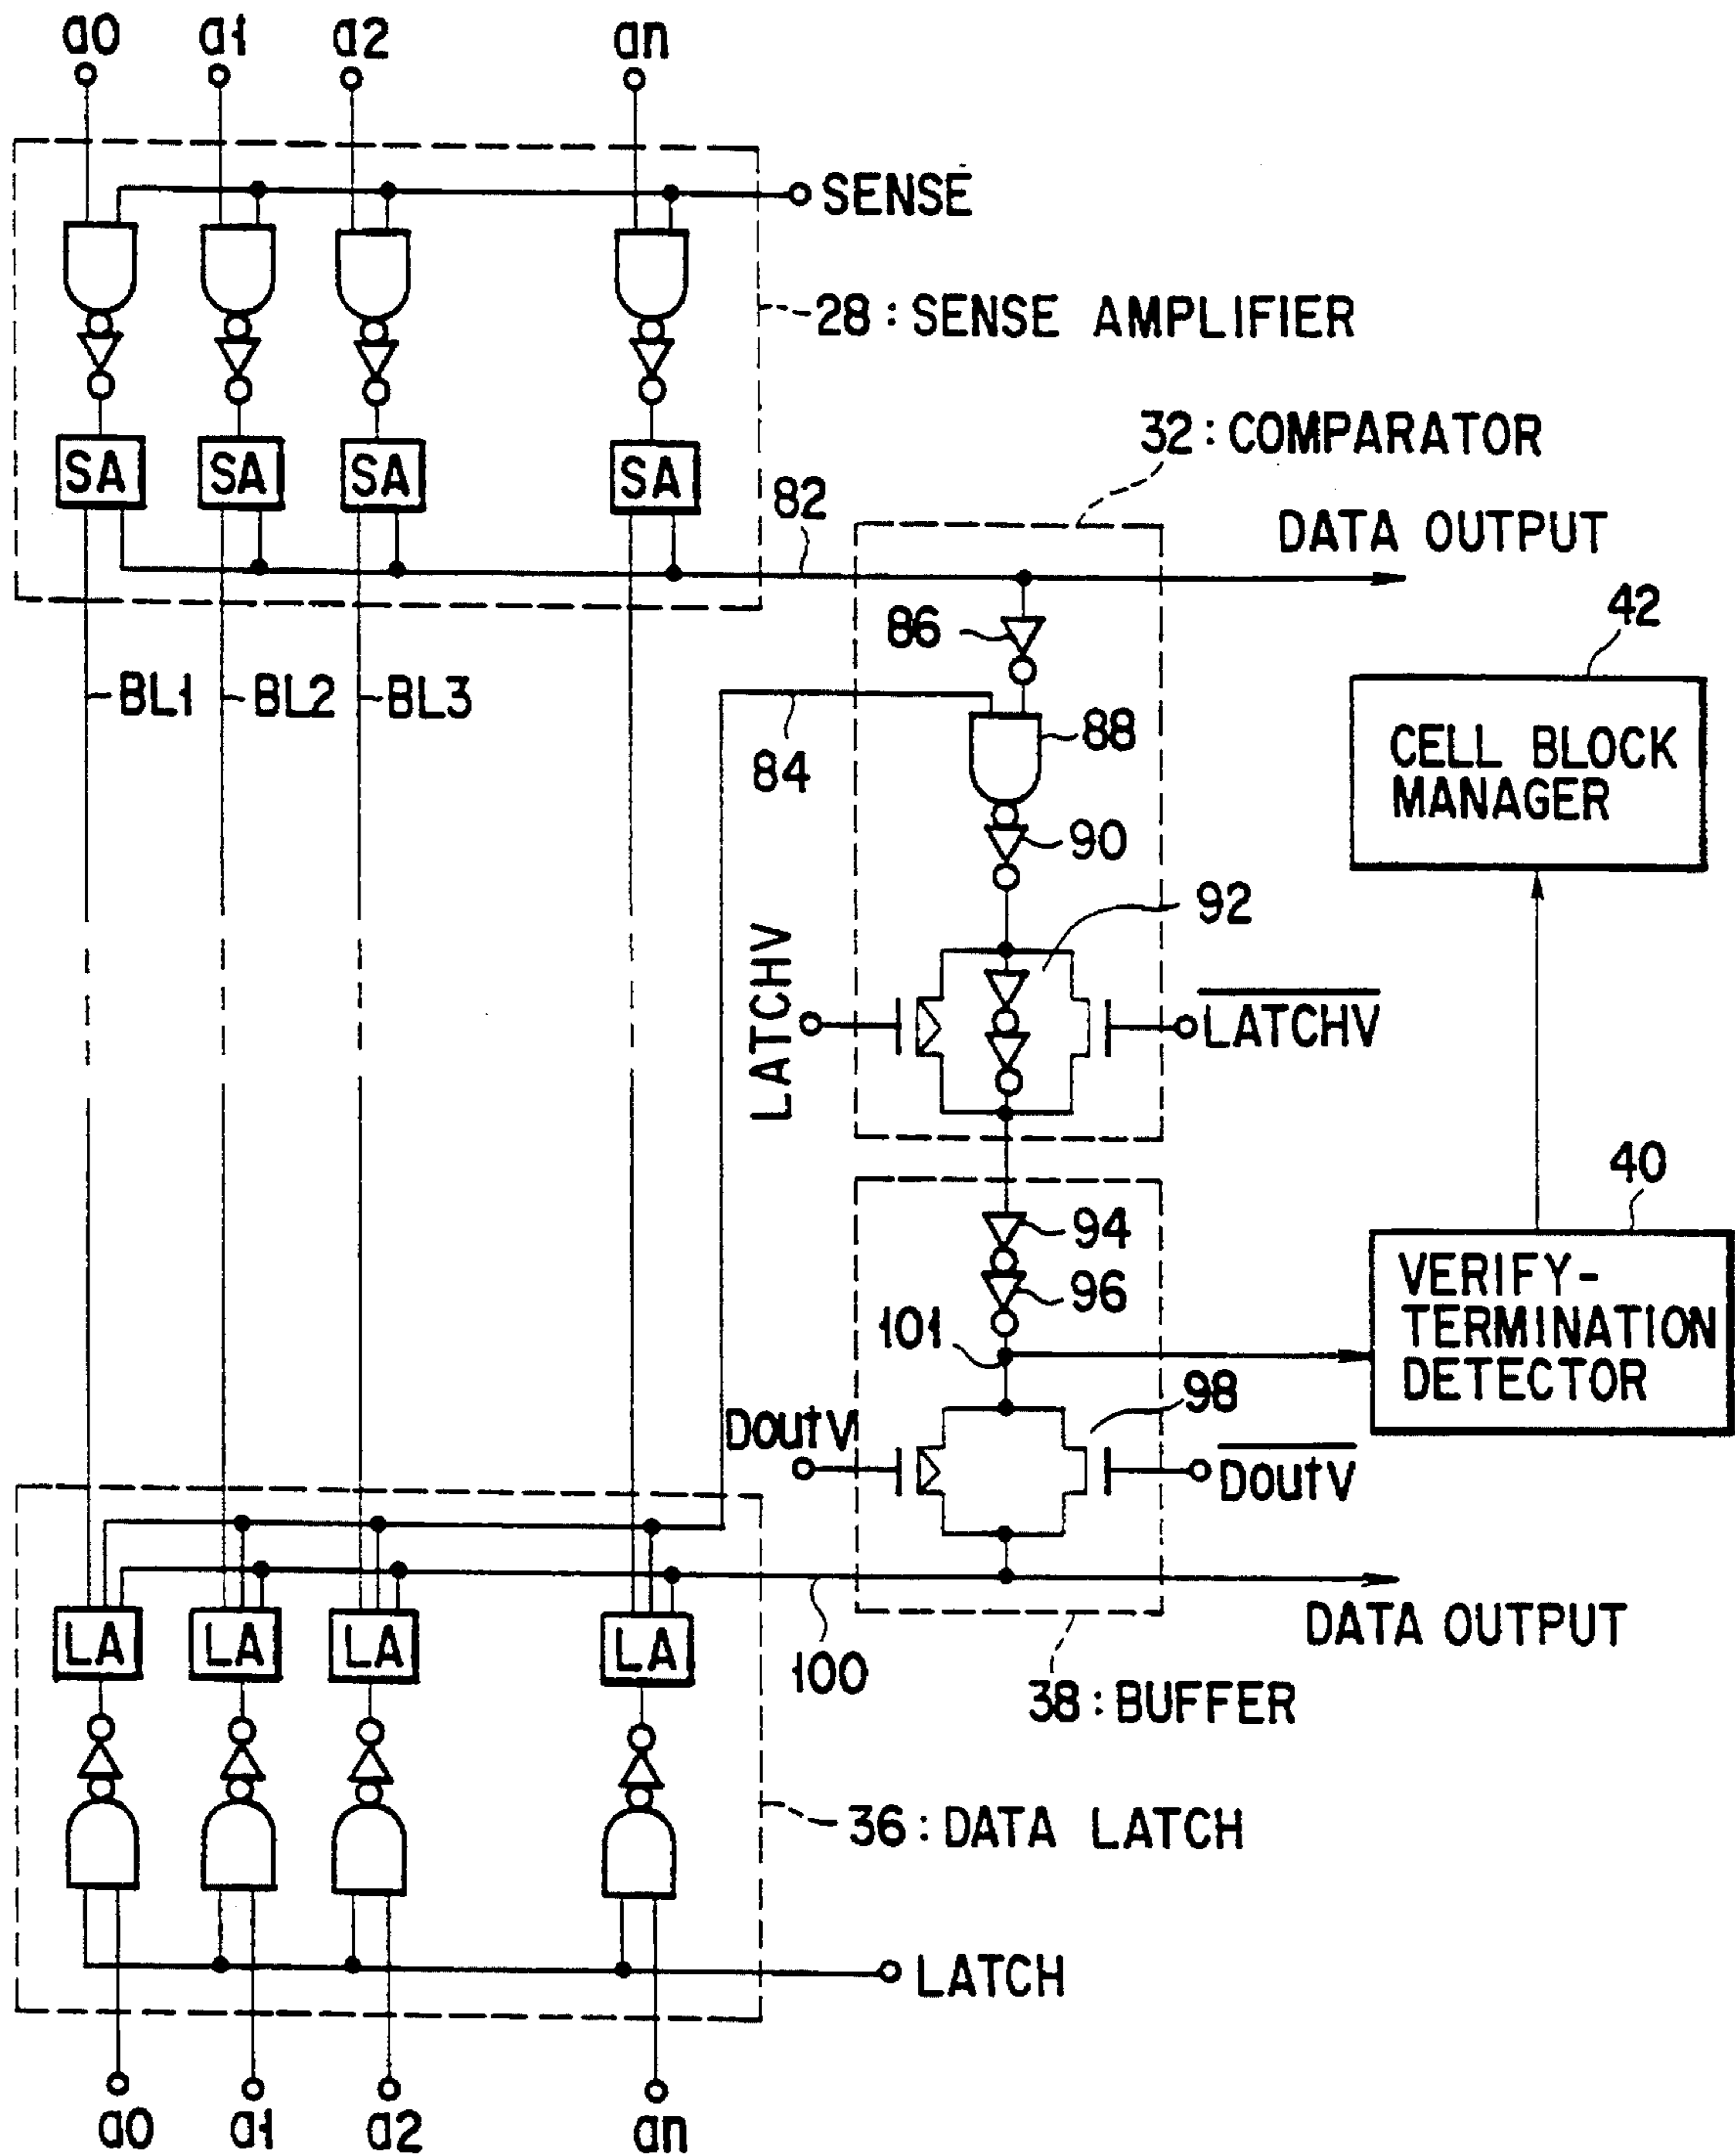 a0 a1 a2 an
SENSE
28 : SENSE AMPLIFIER
32 : COMPARATOR
SA SA SA SA
82
DATA OUTPUT
86
42
BL1 BL2 BL3
84
88
CELL BLOCK
MANAGER
90
92
LATCHV
LATCHV
94
40
96
101
VERIFY-
TERMINATION
DETECTOR
98
DoutV
DoutV
LA LA LA LA
100
DATA OUTPUT
38 : BUFFER
36 : DATA LATCH
LATCH
a0 a1 a2 an